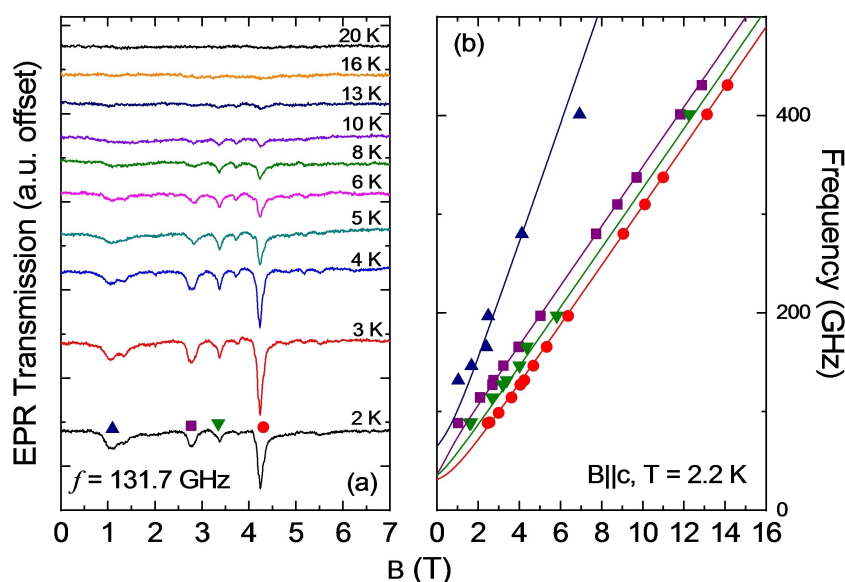 (b)
20 K
16 K
13 K
10 K
8 K
6 K
5 K
4 K
3 K
2 K
f = 131.7 GHz
(a)
B||c, T = 2.2 K
EPR Transmission (a.u. offset)
Frequency (GHz)
400
200
0
0 1 2 3 4 5 6 7
0 2 4 6 8 10 12 14 16
B (T)